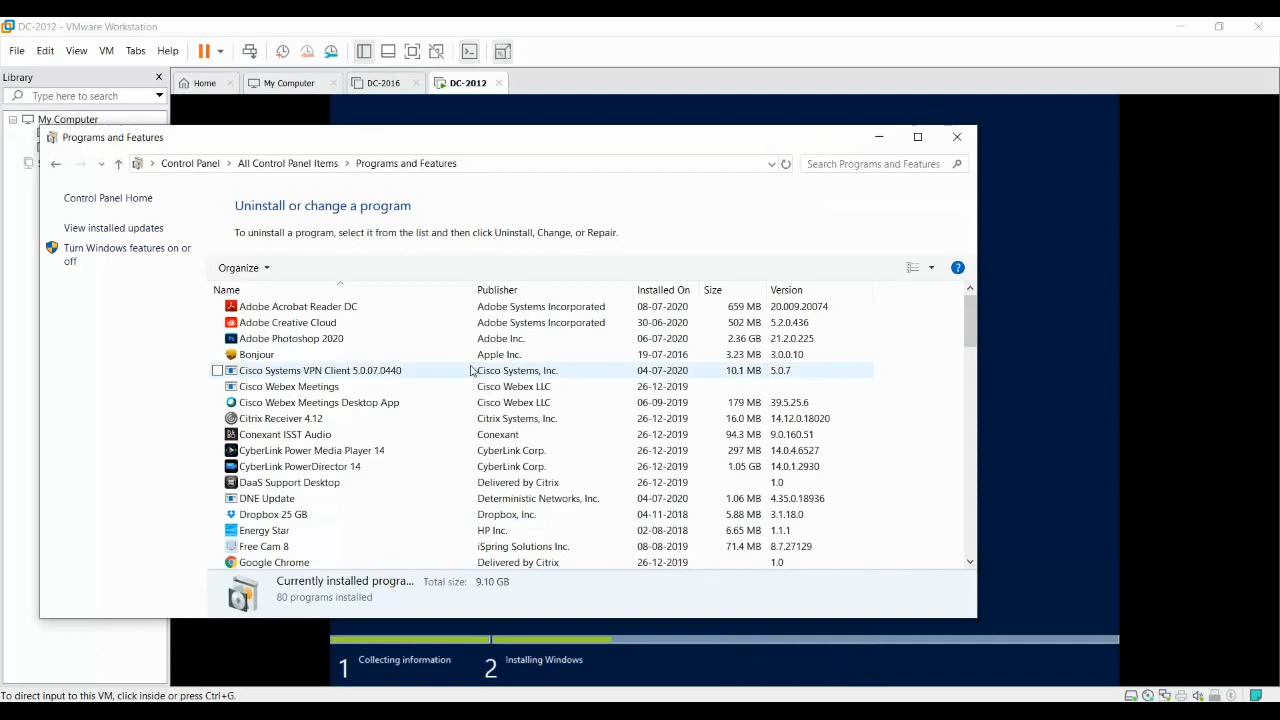 DC-2012 - VMware Workstation
File Edit View VM Tabs Help
Library
Home My Computer DC-2016 DC-2012
Type here to search
My Computer
Programs and Features
Control Panel All Control Panel Items Programs and Features
Search Programs and Features
Control Panel Home
View installed updates
Turn Windows features on or
off
Uninstall or change a program
To uninstall a program, select it from the list and then click Uninstall, Change, or Repair.
Organize
Name Publisher Installed On Size Version
Adobe Acrobat Reader DC Adobe Systems Incorporated 08-07-2020 659 MB 20.009.20074
Adobe Creative Cloud Adobe Systems Incorporated 30-06-2020 502 MB 5.2.0.436
Adobe Photoshop 2020 Adobe Inc. 06-07-2020 2.36 GB 21.2.0.225
Bonjour Apple Inc. 19-07-2016 3.23 MB 3.0.0.10
Cisco Systems VPN Client 5.0.07.0440 Cisco Systems, Inc. 04-07-2020 10.1 MB 5.0.7
Cisco Webex Meetings Cisco Webex LLC 26-12-2019
Cisco Webex Meetings Desktop App Cisco Webex LLC 06-09-2019 179 MB 39.5.25.6
Citrix Receiver 4.12 Citrix Systems, Inc. 26-12-2019 16.0 MB 14.12.0.18020
Conexant ISST Audio Conexant 26-12-2019 94.3 MB 9.0.160.51
CyberLink Power Media Player 14 CyberLink Corp. 26-12-2019 297 MB 14.0.4.6527
CyberLink PowerDirector 14 CyberLink Corp. 26-12-2019 1.05 GB 14.0.1.2930
DaaS Support Desktop Delivered by Citrix 26-12-2019 1.0
DNE Update Deterministic Networks, Inc. 04-07-2020 1.06 MB 4.35.0.18936
Dropbox 25 GB Dropbox, Inc. 04-11-2018 5.88 MB 3.1.18.0
Energy Star HP Inc. 02-08-2018 6.65 MB 1.1.1
Free Cam 8 iSpring Solutions Inc. 08-08-2019 71.4 MB 8.7.27129
Google Chrome Delivered by Citrix 26-12-2019 1.0
Currently installed progra... Total size: 9.10 GB
80 programs installed
1 Collecting information 2 Installing Windows
To direct input to this VM, click inside or press Ctrl+G.